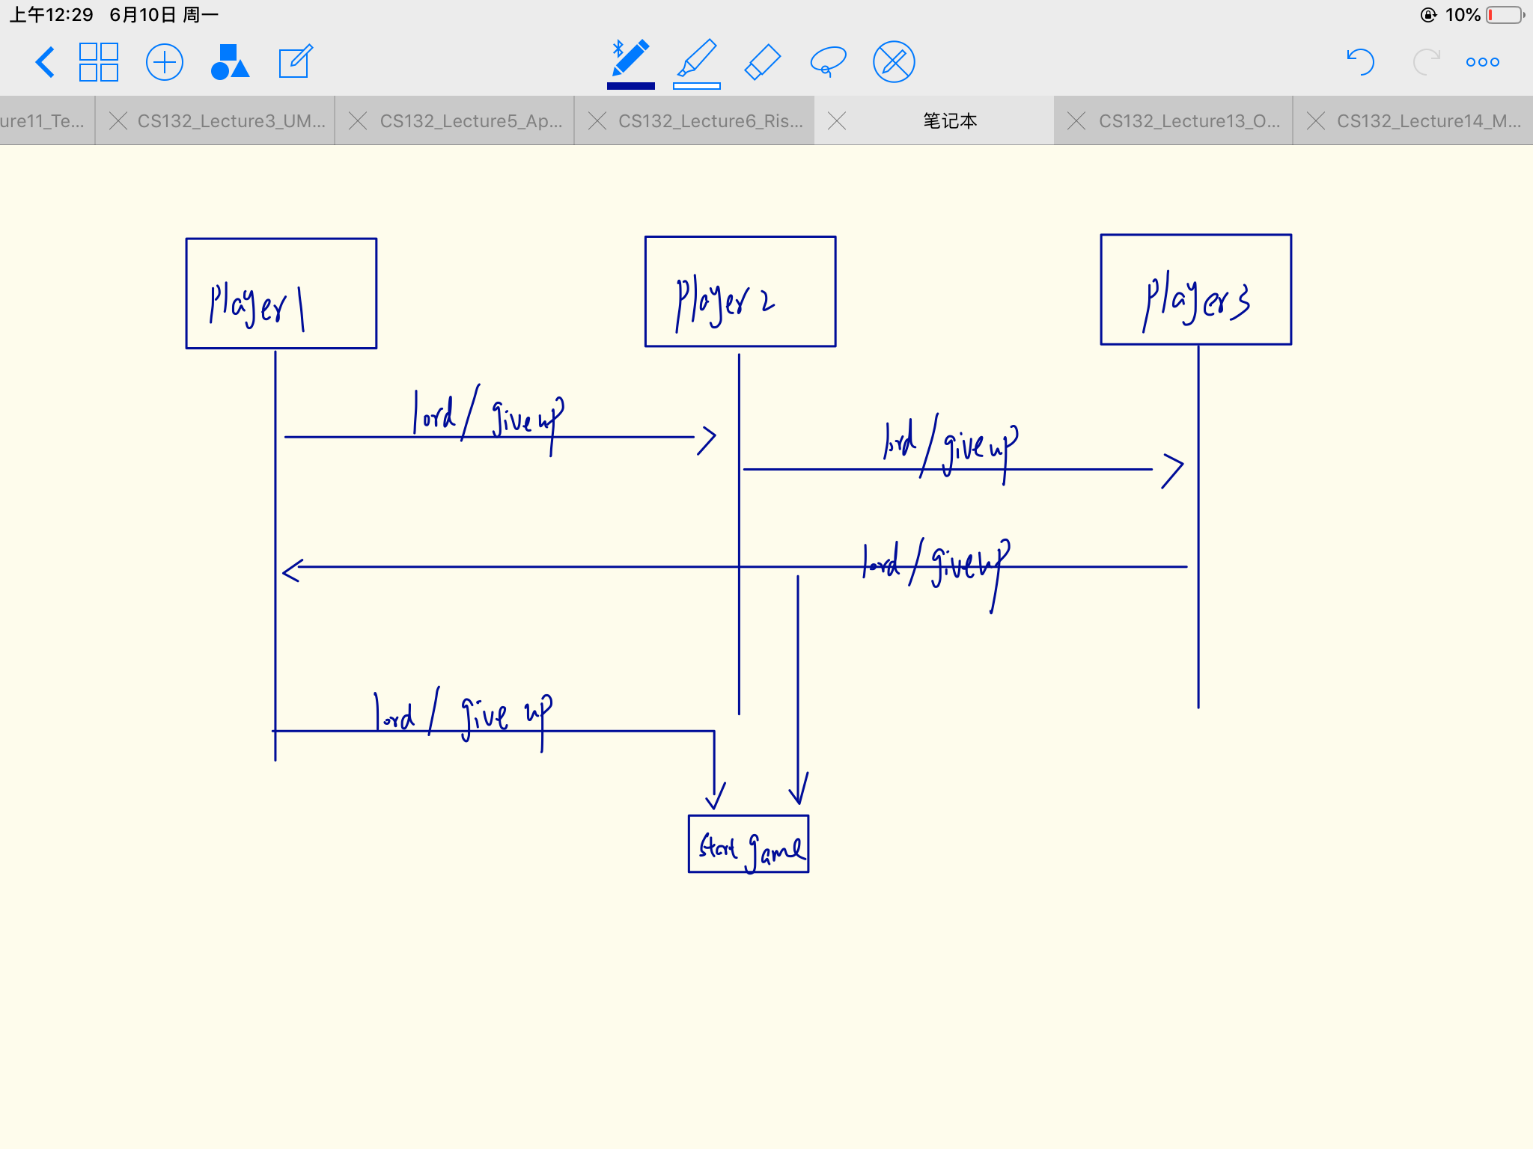 上午12:29 6月10日 周一
10%
ure11_Te...
CS132_Lecture3_UM...
CS132_Lecture5_Ap...
CS132_Lecture6_Ris...
笔记本
CS132_Lecture13_O...
CS132_Lecture14_M...
Player1
Player2
Player3
lord/ give up
lord/give up
lord/give up
lord/ give up
start game